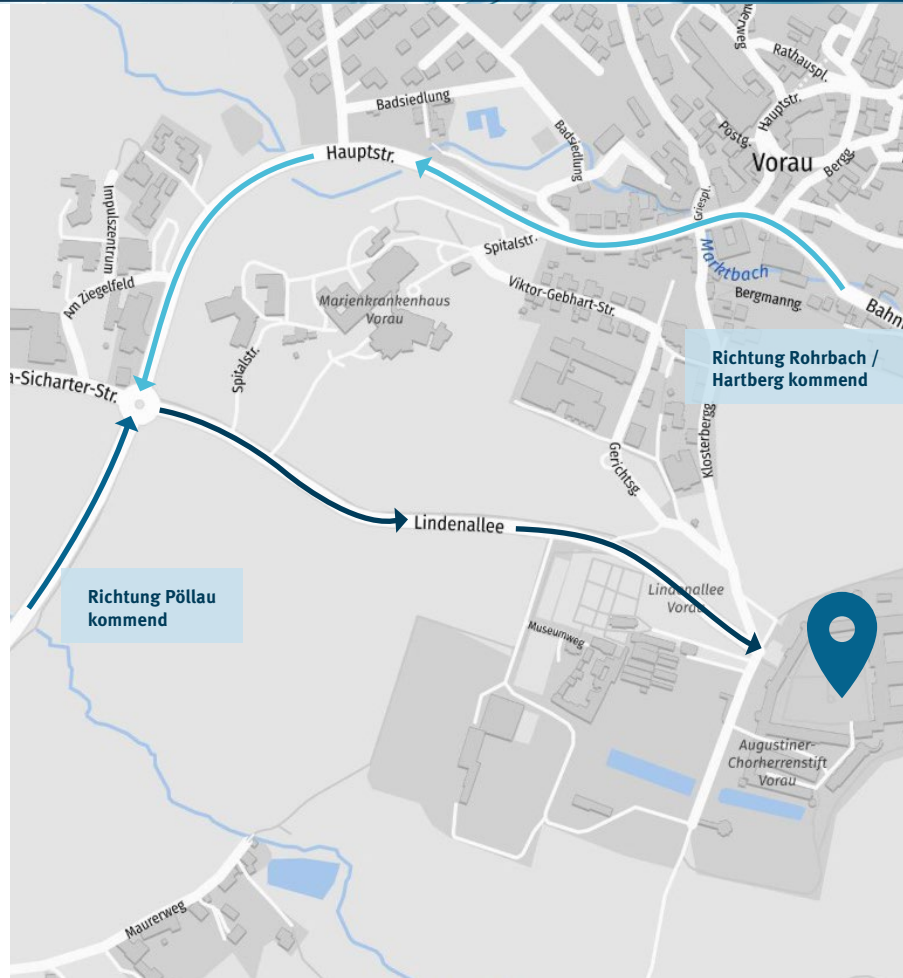 Rathauspl.
Badsiedlung
Hauptstr.
Postg.
Badsiedlung
Hauptstr.
Vorau
Bergg
Impulszentrum
Griespl.
Spitalstr.
Marktbach
Am Ziegelfeld
Viktor-Gebhart-Str.
Bergmanng.
Marienkrankenhaus
Vorau
Bahn
Richtung Rohrbach /
Hartberg kommend
Spitalstr.
a-Sicharter-Str.
Klosterbergg
Gerichtsg.
Lindenallee
Richtung Pöllau
kommend
Lindenallee
Vorau
Museumweg
Augustiner-
Chorherrenstift
Vorau
Maurerweg